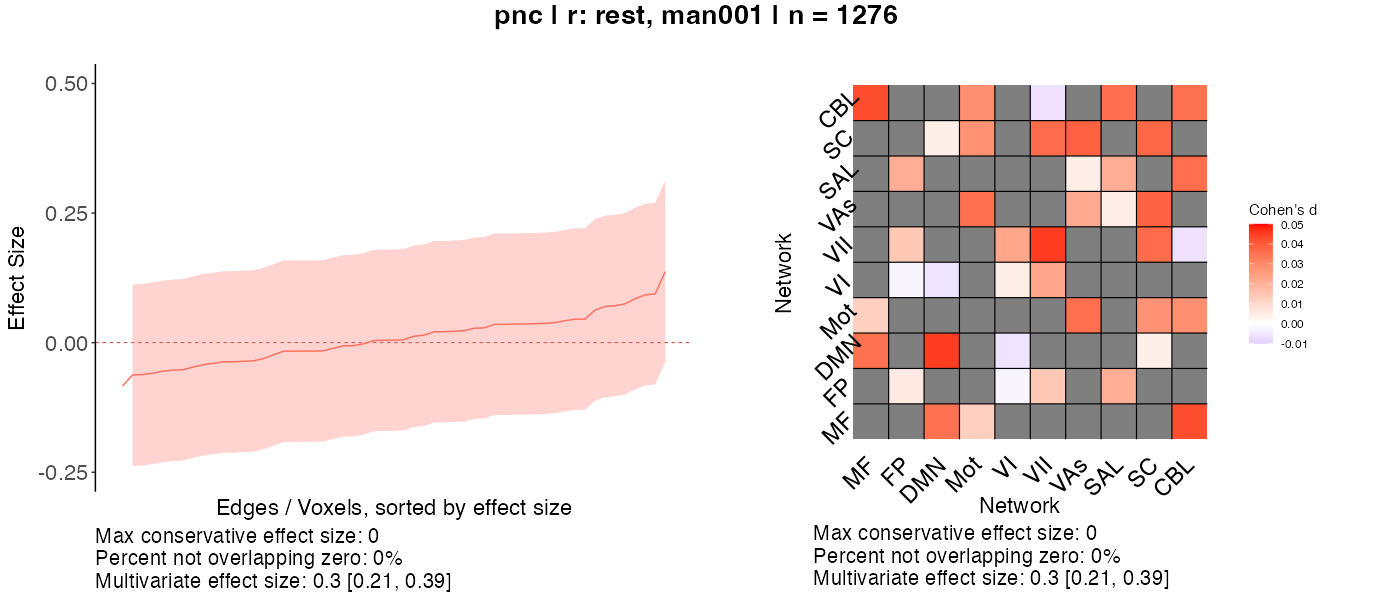 pnc | r: rest, man001 | n = 1276
0.50
0.25
0.00
-0.25
Effect Size
Edges / Voxels, sorted by effect size
Max conservative effect size: 0
Percent not overlapping zero: 0%
Multivariate effect size: 0.3 [0.21, 0.39]
Network
CBL
SC
SAL
VAs
VII
VI
Mot
DMN
FP
MF
MF FP DMN Mot VI VII VAs SAL SC CBL
Network
Max conservative effect size: 0
Percent not overlapping zero: 0%
Multivariate effect size: 0.3 [0.21, 0.39]
Cohen's d
0.05
0.04
0.03
0.02
0.01
0.00
-0.01